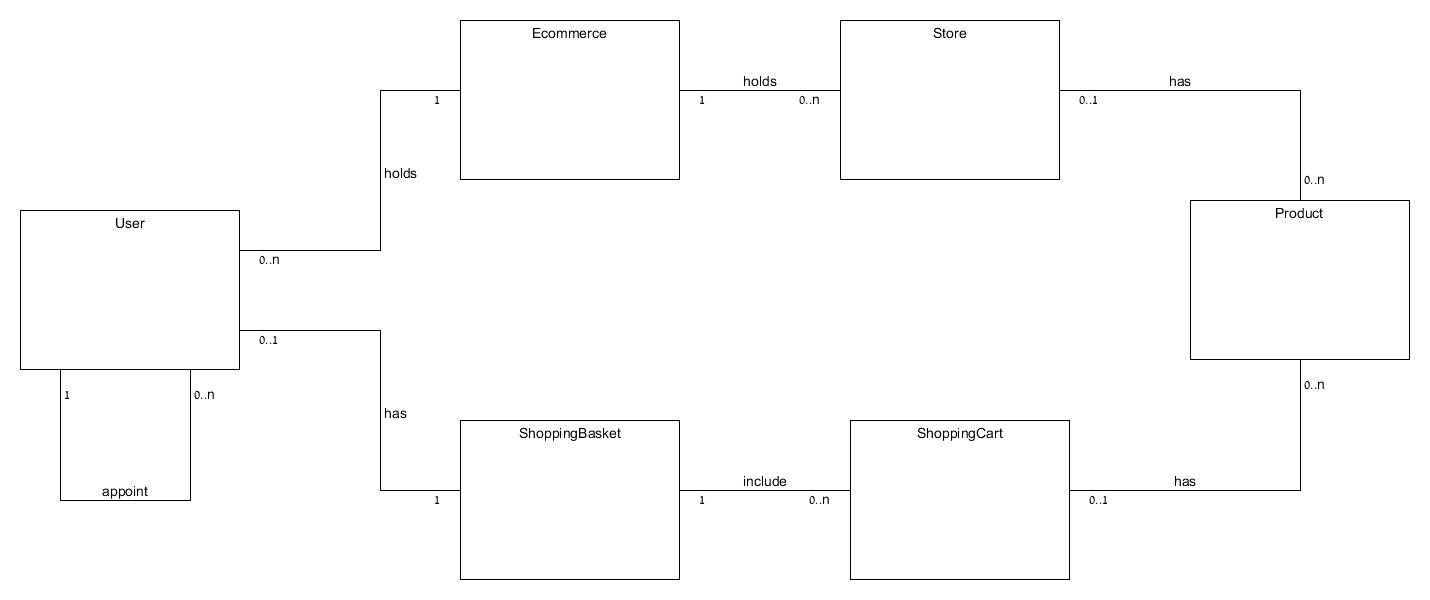 Ecommerce
Store
holds
has
1
1
0..n
0..1
holds
0..n
User
Product
0..n
0..1
0..n
1
0..n
has
ShoppingBasket
ShoppingCart
appoint
include
has
1
1
0..n
0..1